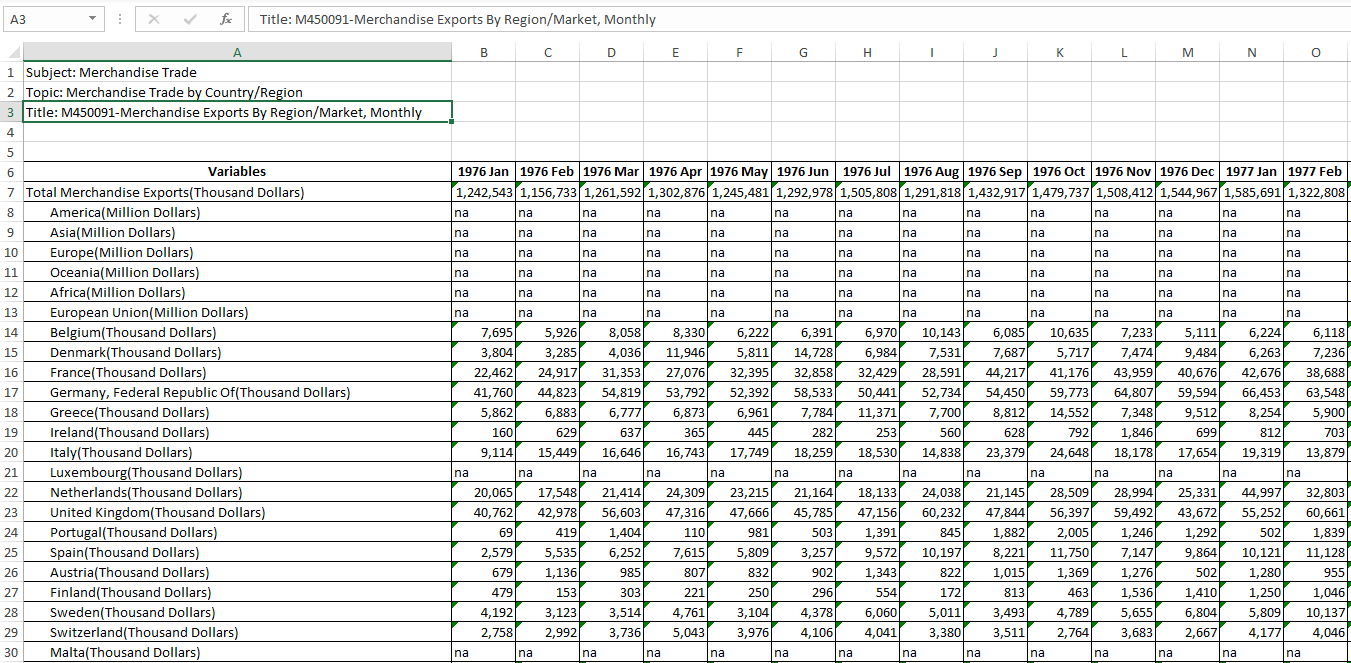 A3 Title: M450091-Merchandise Exports By Region/Market, Monthly
A B C D E F G H I J K L M N O
1 Subject: Merchandise Trade
2 Topic: Merchandise Trade by Country/Region
3 Title: M450091-Merchandise Exports By Region/Market, Monthly
4
5
6 Variables 1976 Jan 1976 Feb 1976 Mar 1976 Apr 1976 May 1976 Jun 1976 Jul 1976 Aug 1976 Sep 1976 Oct 1976 Nov 1976 Dec 1977 Jan 1977 Feb
7 Total Merchandise Exports(Thousand Dollars) 1,242,543 1,156,733 1,261,592 1,302,876 1,245,481 1,292,978 1,505,808 1,291,818 1,432,917 1,479,737 1,508,412 1,544,967 1,585,691 1,322,808
8 America(Million Dollars) na na na na na na na na na na na na na na
9 Asia(Million Dollars) na na na na na na na na na na na na na na
10 Europe(Million Dollars) na na na na na na na na na na na na na na
11 Oceania(Million Dollars) na na na na na na na na na na na na na na
12 Africa(Million Dollars) na na na na na na na na na na na na na na
13 European Union(Million Dollars) na na na na na na na na na na na na na na
14 Belgium(Thousand Dollars) 7,695 5,926 8,058 8,330 6,222 6,391 6,970 10,143 6,085 10,635 7,233 5,111 6,224 6,118
15 Denmark(Thousand Dollars) 3,804 3,285 4,036 11,946 5,811 14,728 6,984 7,531 7,687 5,717 7,474 9,484 6,263 7,236
16 France(Thousand Dollars) 22,462 24,917 31,353 27,076 32,395 32,858 32,429 28,591 44,217 41,176 43,959 40,676 42,676 38,688
17 Germany, Federal Republic Of(Thousand Dollars) 41,760 44,823 54,819 53,792 52,392 58,533 50,441 52,734 54,450 59,773 64,807 59,594 66,453 63,548
18 Greece(Thousand Dollars) 5,862 6,883 6,777 6,873 6,961 7,784 11,371 7,700 8,812 14,552 7,348 9,512 8,254 5,900
19 Ireland(Thousand Dollars) 160 629 637 365 445 282 253 560 628 792 1,846 699 812 703
20 Italy(Thousand Dollars) 9,114 15,449 16,646 16,743 17,749 18,259 18,530 14,838 23,379 24,648 18,178 17,654 19,319 13,879
21 Luxembourg(Thousand Dollars) na na na na na na na na na na na na na na
22 Netherlands(Thousand Dollars) 20,065 17,548 21,414 24,309 23,215 21,164 18,133 24,038 21,145 28,509 28,994 25,331 44,997 32,803
23 United Kingdom(Thousand Dollars) 40,762 42,978 56,603 47,316 47,666 45,785 47,156 60,232 47,844 56,397 59,492 43,672 55,252 60,661
24 Portugal(Thousand Dollars) 69 419 1,404 110 981 503 1,391 845 1,882 2,005 1,246 1,292 502 1,839
25 Spain(Thousand Dollars) 2,579 5,535 6,252 7,615 5,809 3,257 9,572 10,197 8,221 11,750 7,147 9,864 10,121 11,128
26 Austria(Thousand Dollars) 679 1,136 985 807 832 902 1,343 822 1,015 1,369 1,276 502 1,280 955
27 Finland(Thousand Dollars) 479 153 303 221 250 296 554 172 813 463 1,536 1,410 1,250 1,046
28 Sweden(Thousand Dollars) 4,192 3,123 3,514 4,761 3,104 4,378 6,060 5,011 3,493 4,789 5,655 6,804 5,809 10,137
29 Switzerland(Thousand Dollars) 2,758 2,992 3,736 5,043 3,976 4,106 4,041 3,380 3,511 2,764 3,683 2,667 4,177 4,046
30 Malta(Thousand Dollars) na na na na na na na na na na na na na na